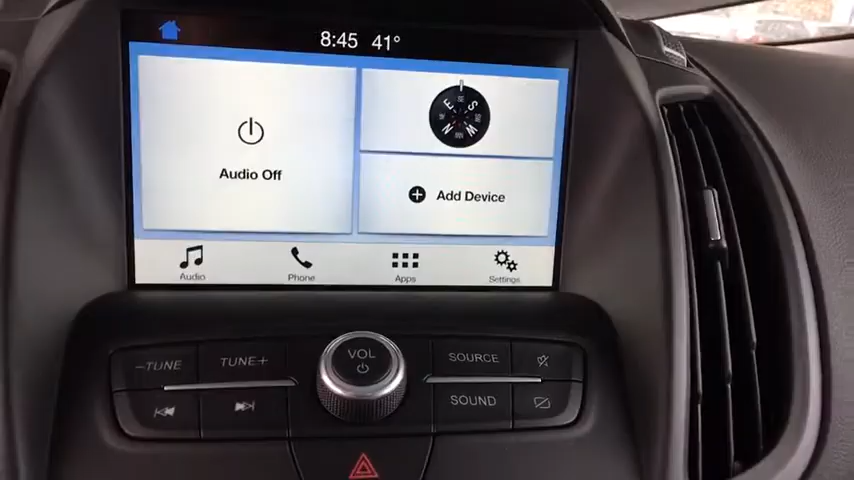 8:45 41°
Audio Off
E S
N W
Add Device
Audio Phone Apps Settings
−TUNE TUNE+ VOL SOURCE
SOUND